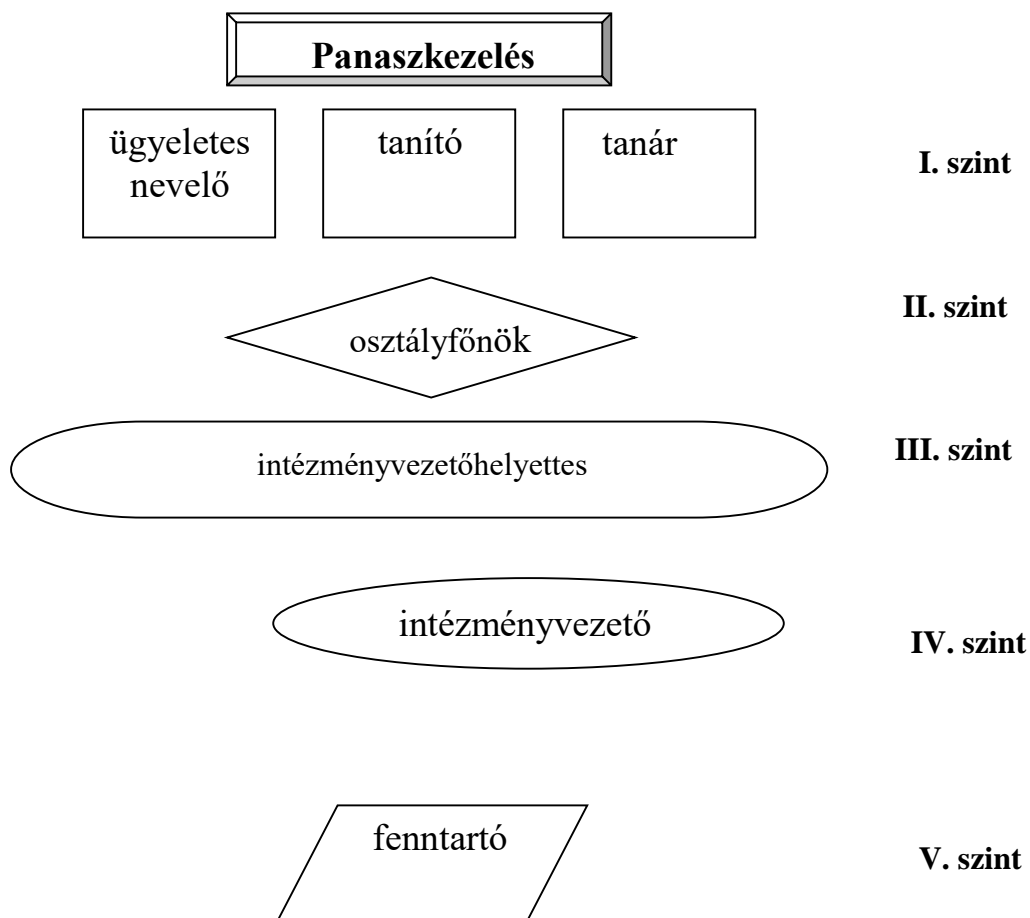 Panaszkezelés
ügyeletes
nevelő
tanító
tanár
I. szint
II. szint
osztályfőnök
III. szint
intézményvezetőhelyettes
intézményvezető
IV. szint
fenntartó
V. szint